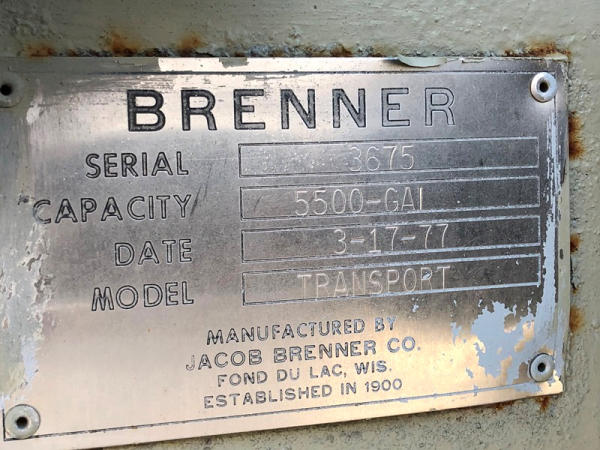 BRENNER
SERIAL 3675
CAPACITY 5500-GAL
DATE 3-17-77
MODEL TRANSPORT
MANUFACTURED BY
JACOB BRENNER CO.
FOND DU LAC, WIS.
ESTABLISHED IN 1900